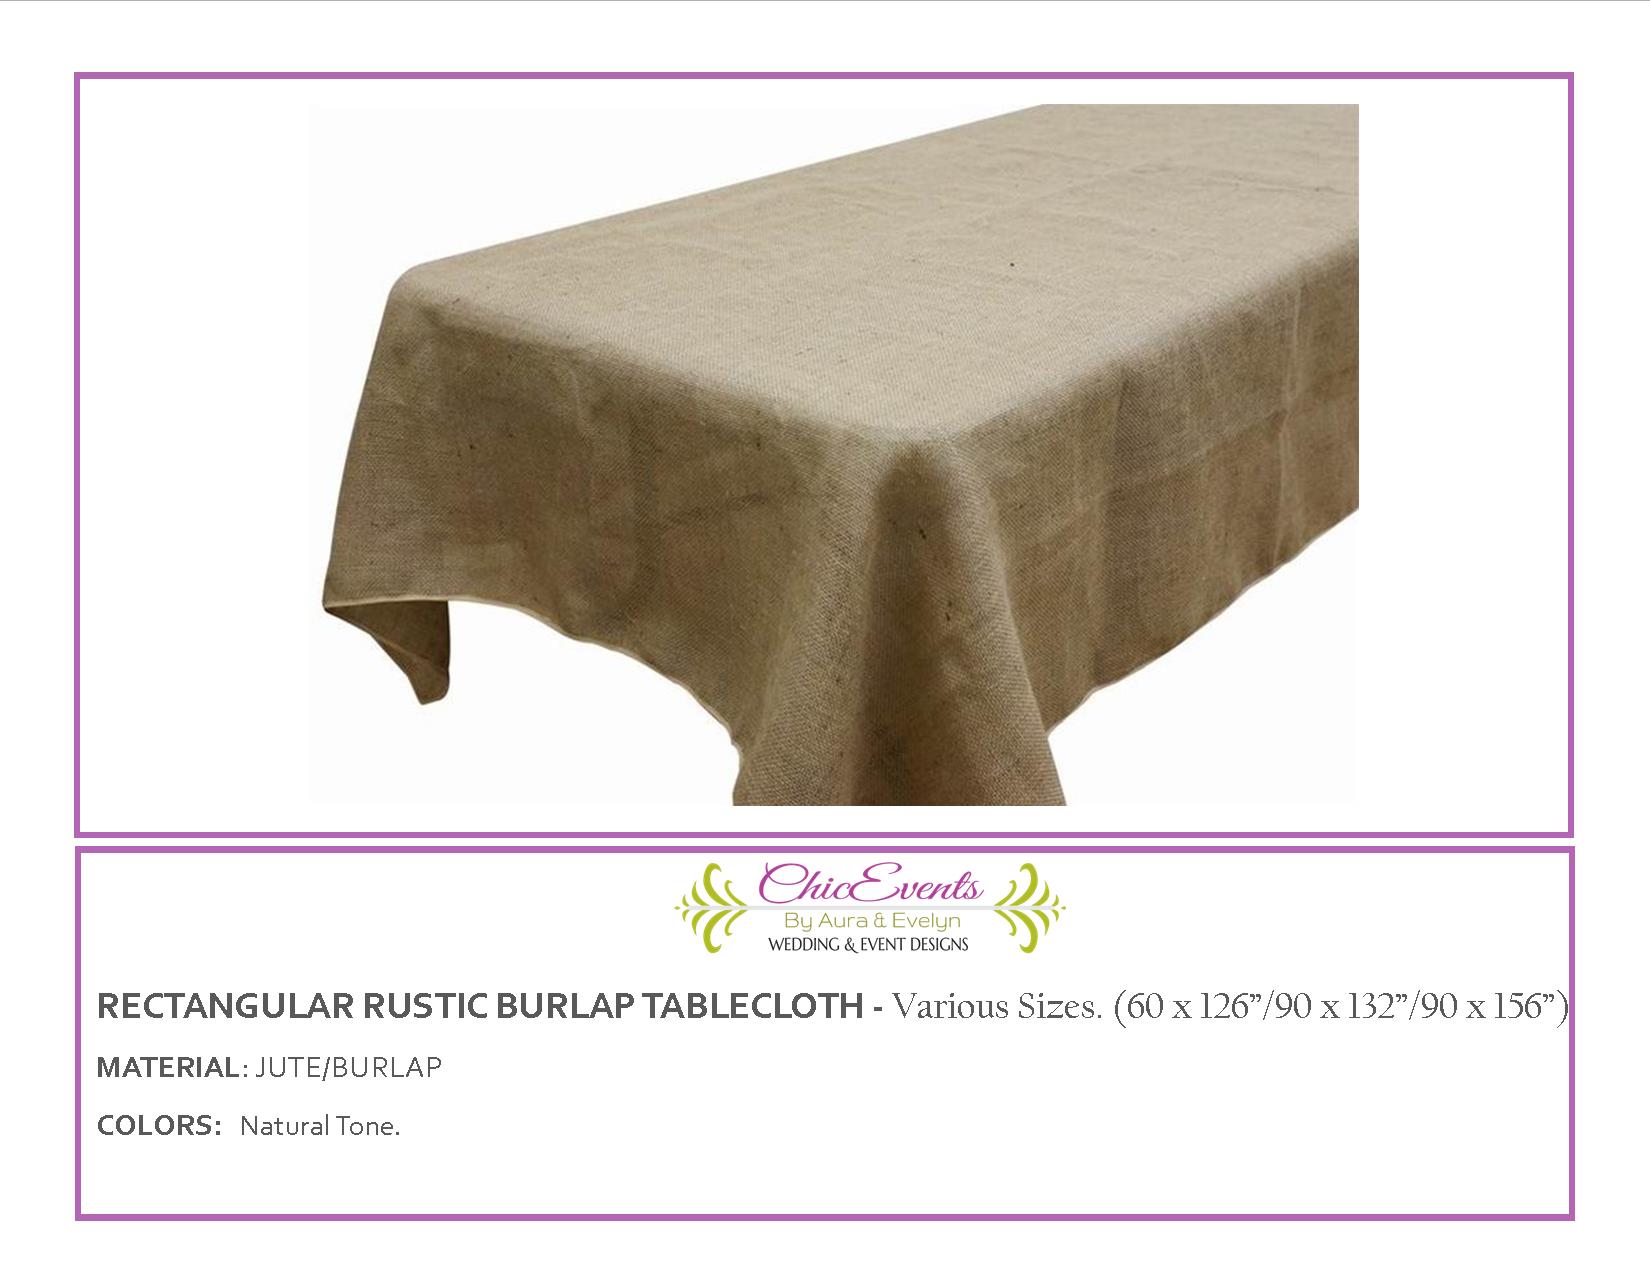 ChicEvents
By Aura & Evelyn
WEDDING & EVENT DESIGNS
RECTANGULAR RUSTIC BURLAP TABLECLOTH - Various Sizes. (60 x 126”/90 x 132”/90 x 156”)
MATERIAL: JUTE/BURLAP
COLORS: Natural Tone.